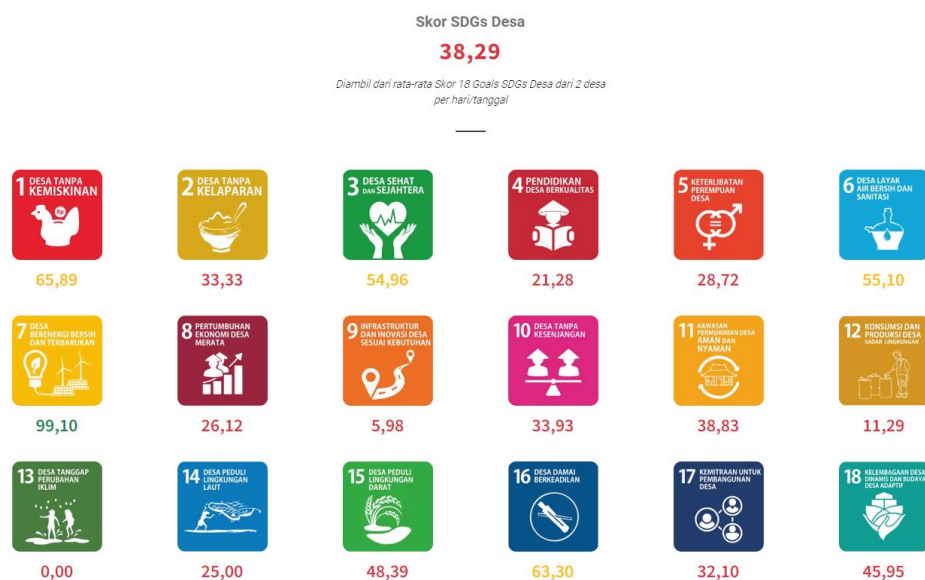 Skor SDGs Desa
38,29
Diambil dari rata-rata Skor 18 Goals SDGs Desa dari 2 desa
per hari/tanggal
1 DESA TANPA
KEMISKINAN
Rp
65,89
2 DESA TANPA
KELAPARAN
33,33
3 DESA SEHAT
DAN SEJAHTERA
54,96
4 PENDIDIKAN
DESA BERKUALITAS
21,28
5 KETERLIBATAN
PEREMPUAN
DESA
28,72
6 DESA LAYAK
AIR BERSIH DAN
SANITASI
55,10
7 DESA
BERENERGI BERSIH
DAN TERBARUKAN
99,10
8 PERTUMBUHAN
EKONOMI DESA
MERATA
26,12
9 INFRASTRUKTUR
DAN INOVASI DESA
SESUAI KEBUTUHAN
5,98
10 DESA TANPA
KESENJANGAN
33,93
11 KAWASAN
PERMUKIMAN DESA
AMAN DAN
NYAMAN
38,83
12 KONSUMSI DAN
PRODUKSI DESA
SADAR LINGKUNGAN
11,29
13 DESA TANGGAP
PERUBAHAN
IKLIM
0,00
14 DESA PEDULI
LINGKUNGAN
LAUT
25,00
15 DESA PEDULI
LINGKUNGAN
DARAT
48,39
16 DESA DAMAI
BERKEADILAN
63,30
17 KEMITRAAN UNTUK
PEMBANGUNAN
DESA
32,10
18 KELEMBAGAAN DESA
DINAMIS DAN BUDAYA
DESA ADAPTIF
45,95